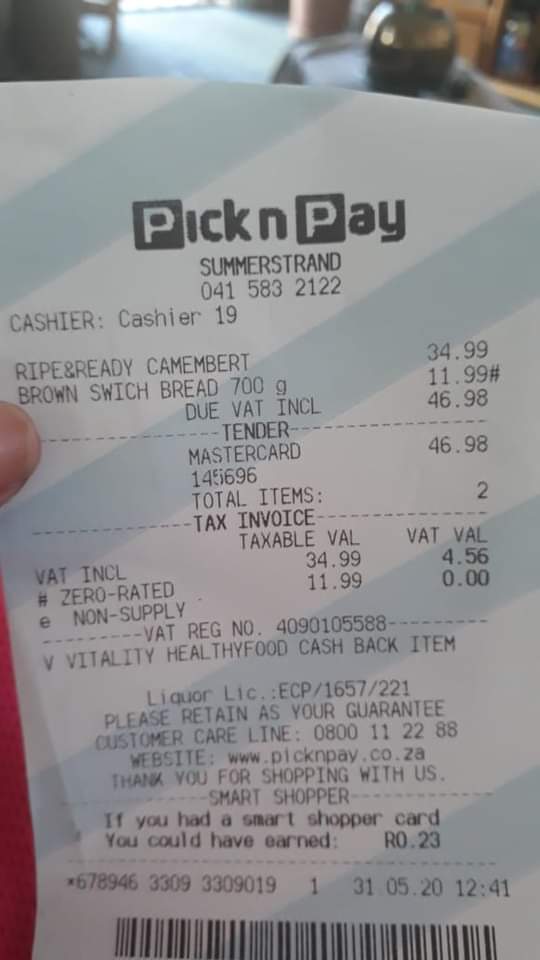 Pick n Pay
SUMMERSTRAND
041 583 2122
CASHIER: Cashier 19
RIPE&READY CAMEMBERT 34.99
BROWN SWICH BREAD 700 g 11.99#
DUE VAT INCL 46.98
TENDER
MASTERCARD 46.98
145696
TOTAL ITEMS: 2
TAX INVOICE
TAXABLE VAL VAT VAL
VAT INCL 34.99 4.56
# ZERO-RATED 11.99 0.00
e NON-SUPPLY
VAT REG NO. 4090105588
V VITALITY HEALTHYFOOD CASH BACK ITEM
Liquor Lic.:ECP/1657/221
PLEASE RETAIN AS YOUR GUARANTEE
CUSTOMER CARE LINE: 0800 11 22 88
WEBSITE: www.picknpay.co.za
THANK YOU FOR SHOPPING WITH US.
SMART SHOPPER
If you had a smart shopper card
You could have earned: R0.23
*678946 3309 3309019 1 31.05.20 12:41